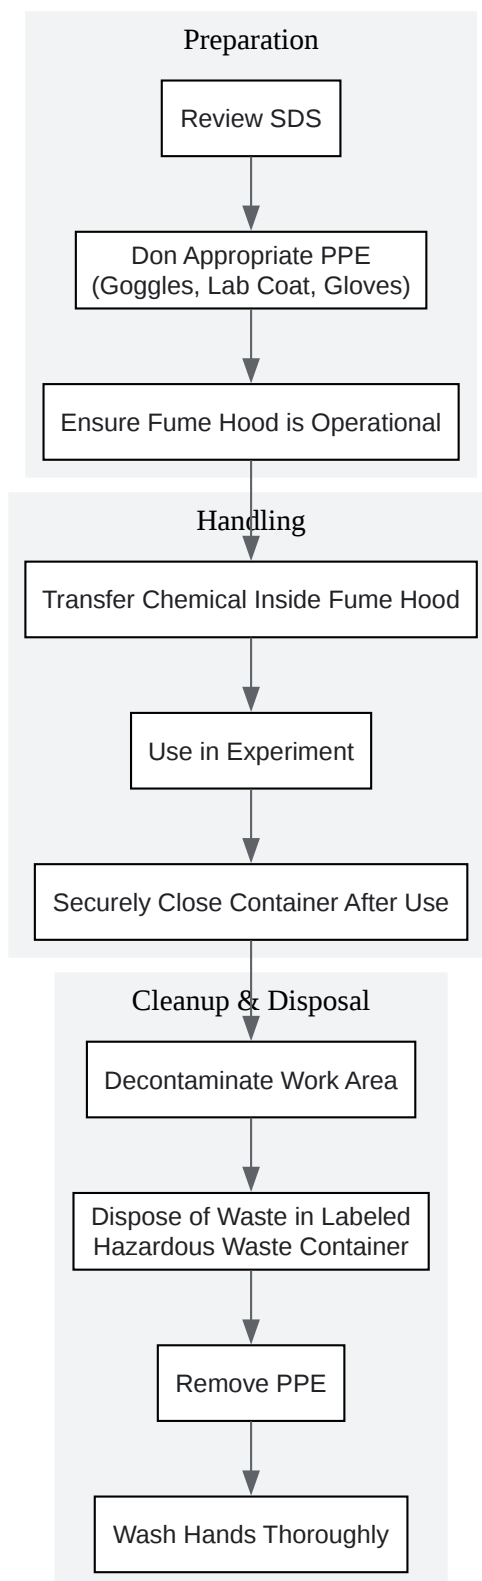 Preparation
Review SDS
Don Appropriate PPE
(Goggles, Lab Coat, Gloves)
Ensure Fume Hood is Operational
Handling
Transfer Chemical Inside Fume Hood
Use in Experiment
Securely Close Container After Use
Cleanup & Disposal
Decontaminate Work Area
Dispose of Waste in Labeled
Hazardous Waste Container
Remove PPE
Wash Hands Thoroughly